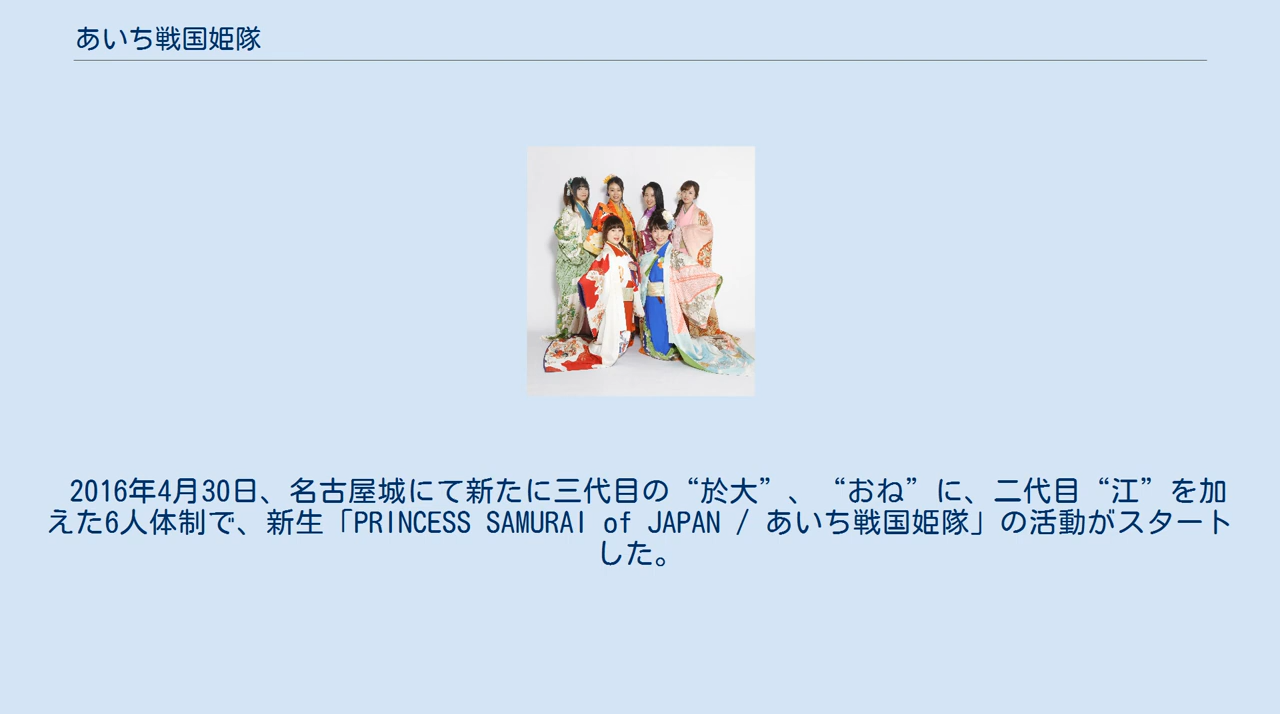 あいち戦国姫隊
2016年4月30日、名古屋城にて新たに三代目の“於大”、“おね”に、二代目“江”を加
えた6人体制で、新生「PRINCESS SAMURAI of JAPAN / あいち戦国姫隊」の活動がスタート
した。